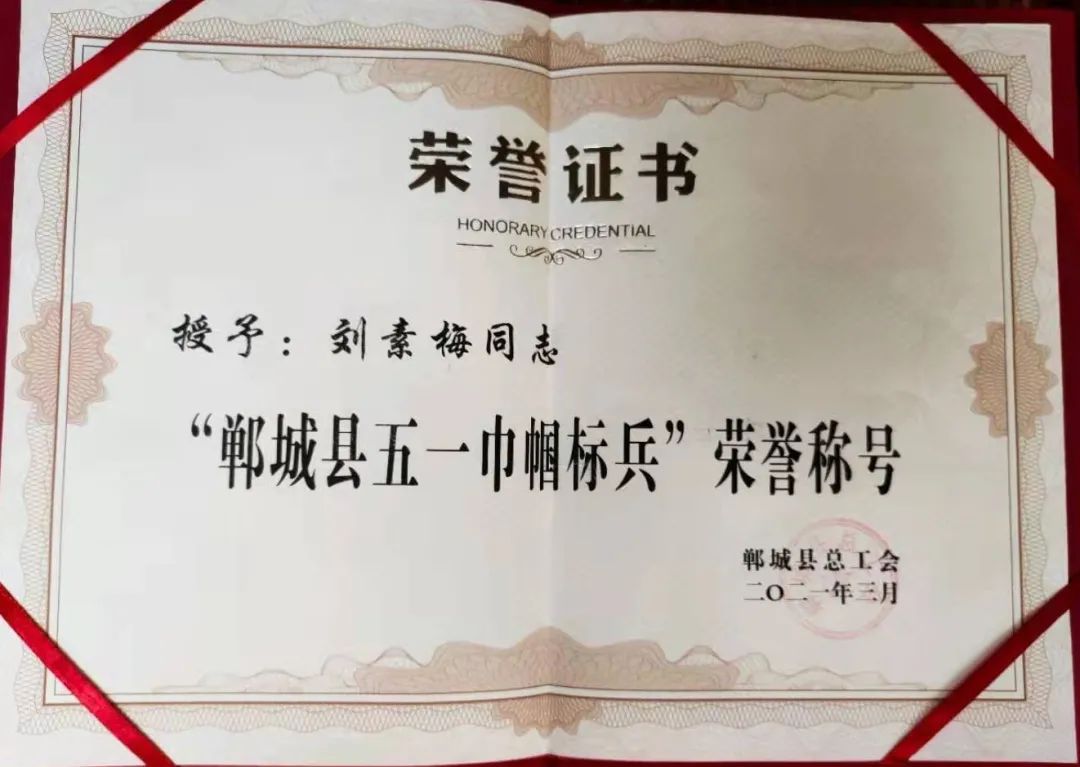 荣誉证书
HONORARY CREDENTIAL
授予：刘素梅同志
“郸城县五一巾帼标兵”荣誉称号
郸城县总工会
二〇二一年三月